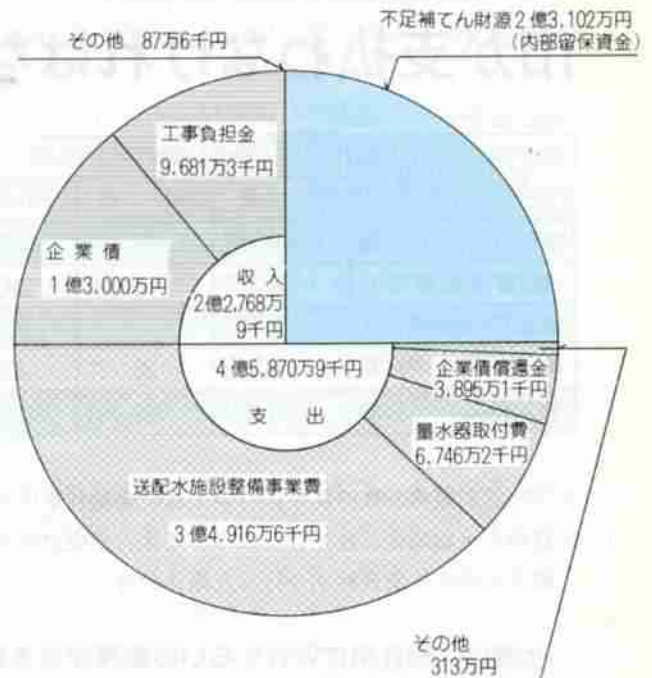 不足補てん財源2億3.102万円
(内部留保資金)
その他 87万6千円
工事負担金
9.681万3千円
企業債
1億3.000万円
収入
2億2,768万
9千円
4億5.870万9千円
支出
企業債償還金
3.895万1千円
量水器取付費
6.746万2千円
送配水施設整備事業費
3億4.916万6千円
その他
313万円